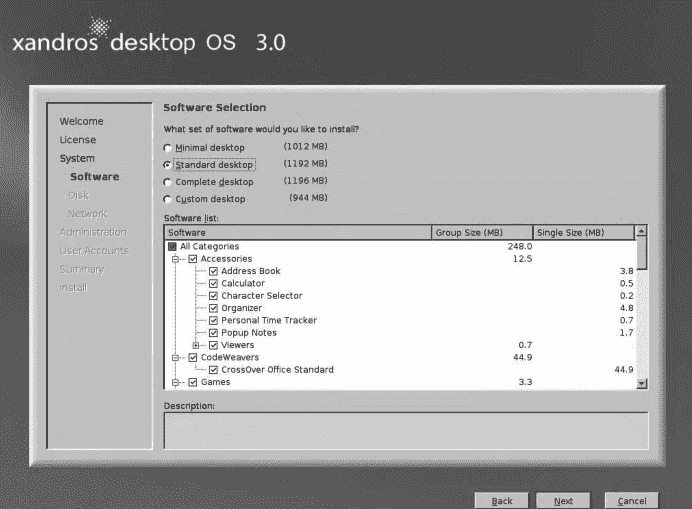 xandros desktop OS 3.0
Welcome
License
System
Software
Disk
Network
Administration
User Accounts
Summary
Install
Software Selection
What set of software would you like to install?
Minimal desktop (1012 MB)
Standard desktop (1192 MB)
Complete desktop (1196 MB)
Custom desktop (944 MB)
Software list:
Software Group Size (MB) Single Size (MB)
All Categories 248.0
Accessories 12.5
Address Book 3.8
Calculator 0.5
Character Selector 0.2
Organizer 4.8
Personal Time Tracker 0.7
Popup Notes 1.7
Viewers 0.7
CodeWeavers 44.9
CrossOver Office Standard 44.9
Games 3.3
Description:
Back Next Cancel